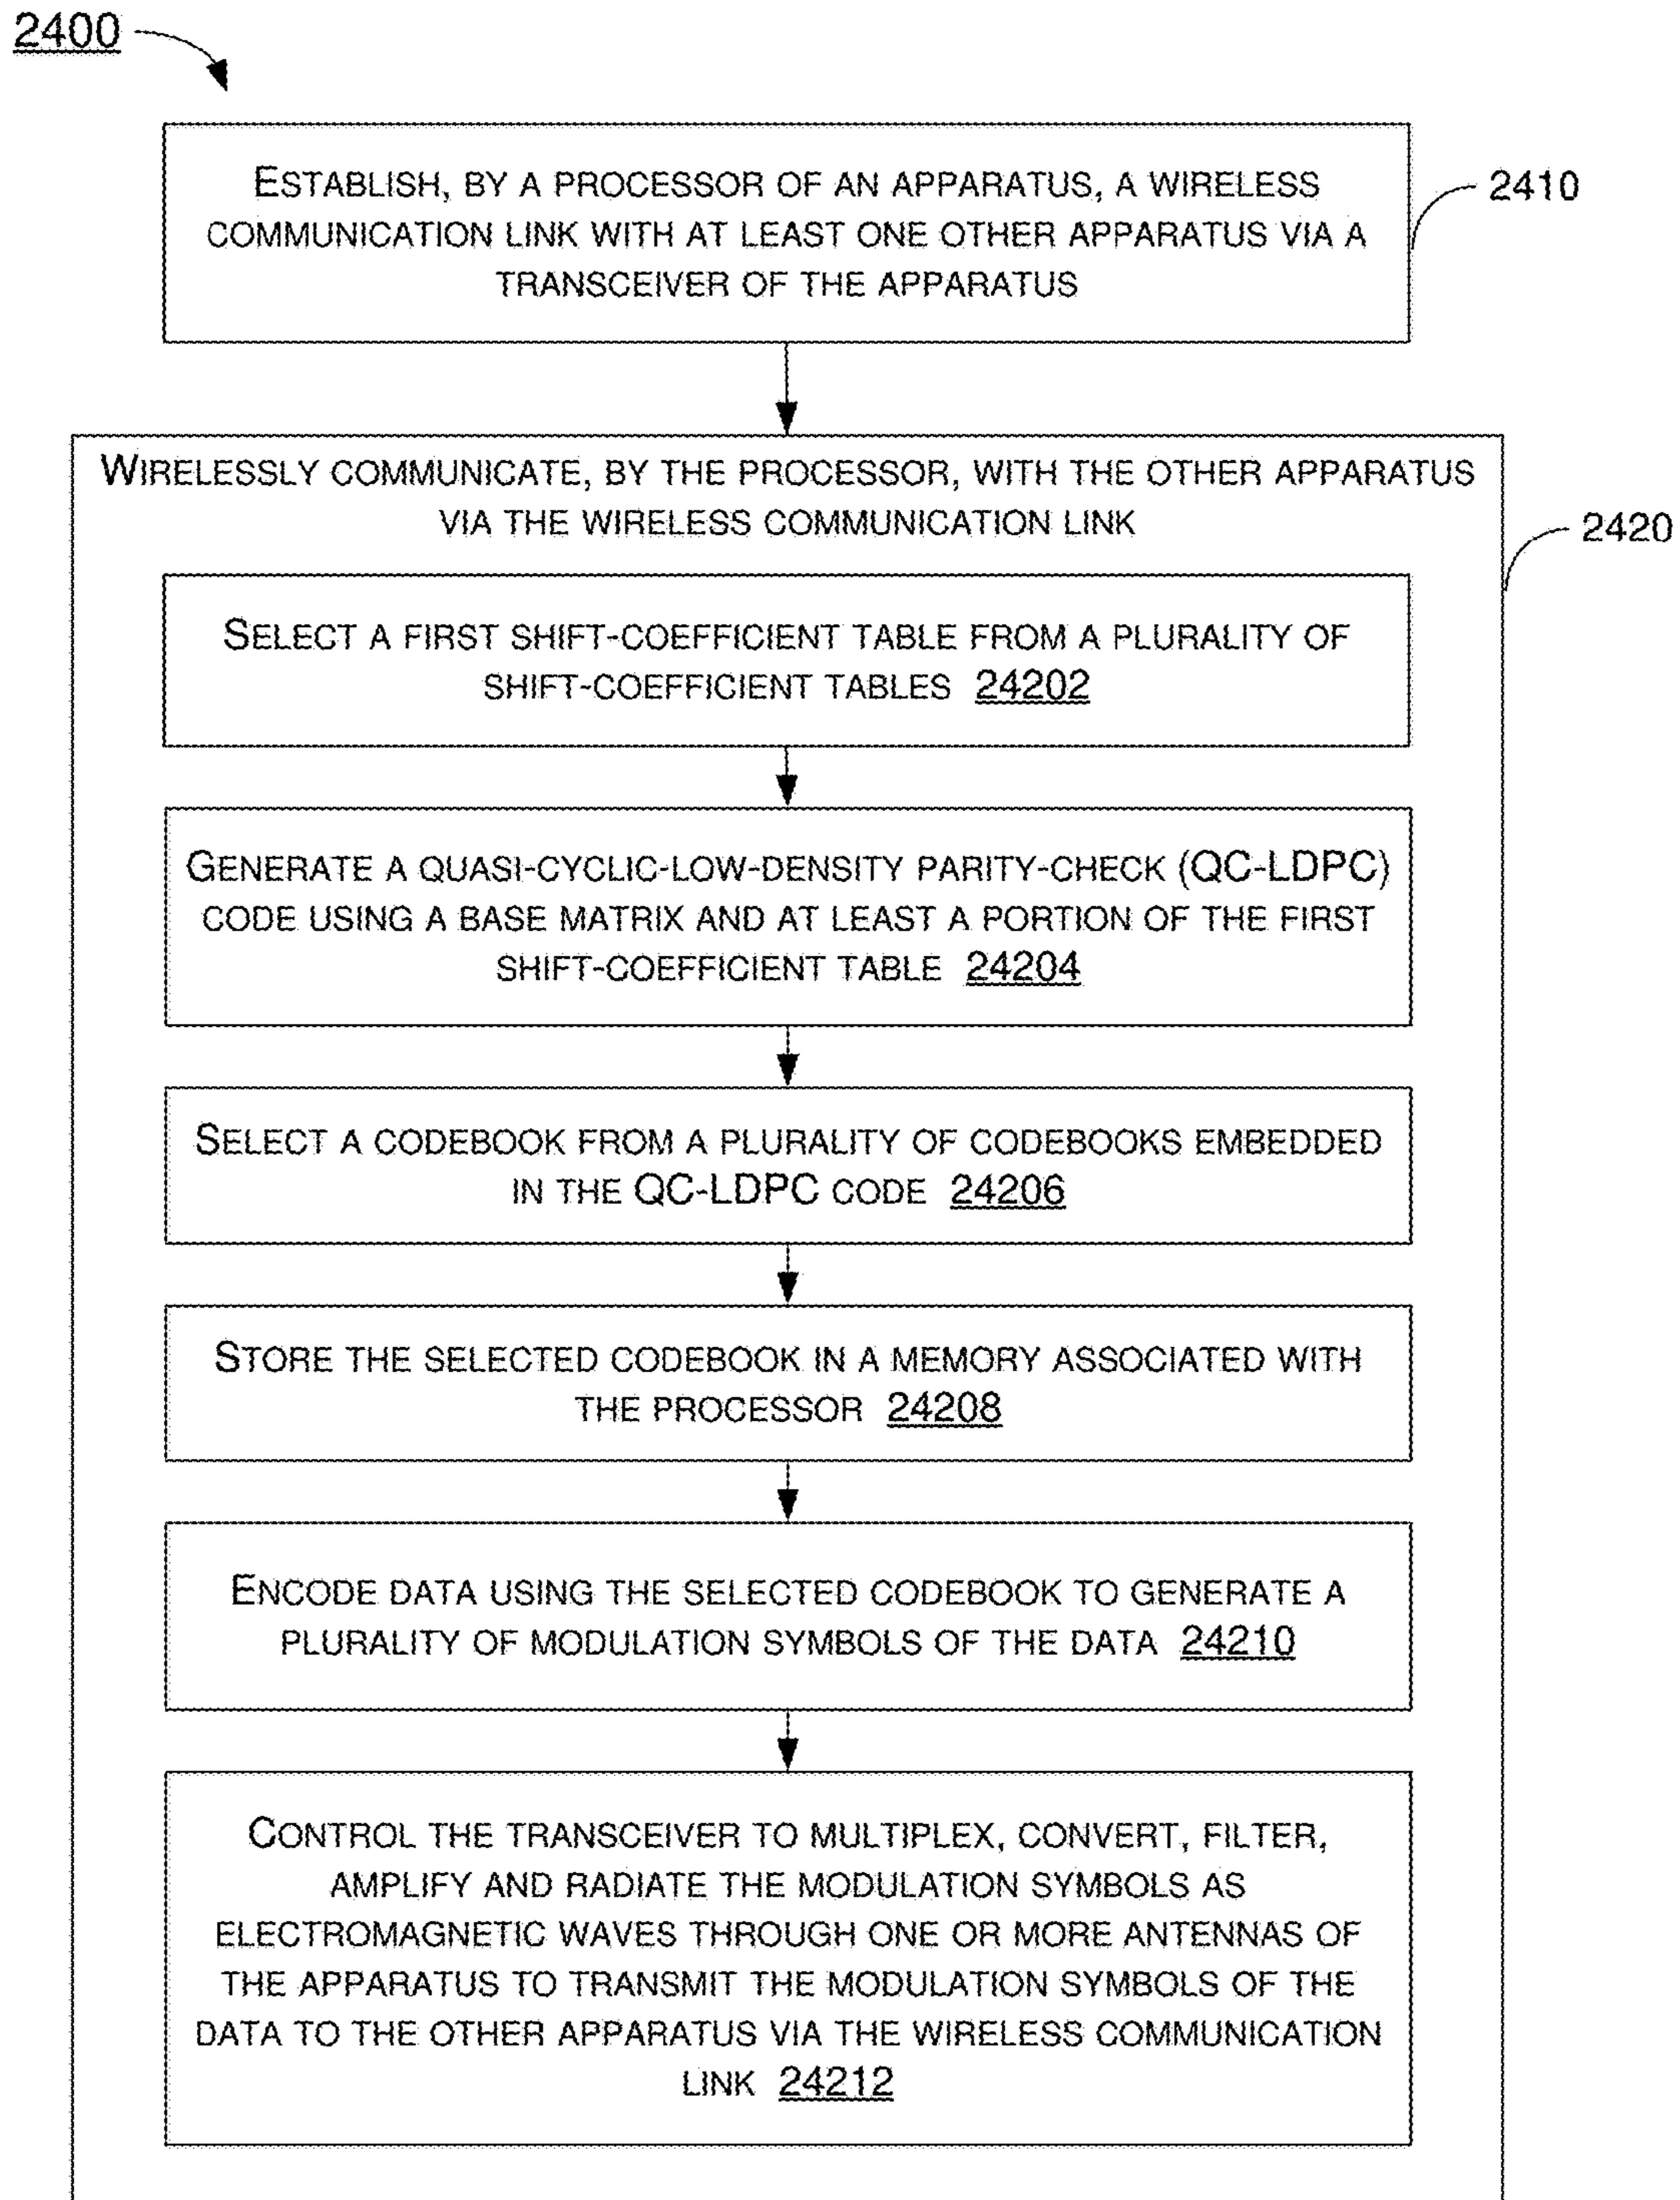 2400
ESTABLISH, BY A PROCESSOR OF AN APPARATUS, A WIRELESS
COMMUNICATION LINK WITH AT LEAST ONE OTHER APPARATUS VIA A
TRANSCEIVER OF THE APPARATUS
2410
WIRELESSLY COMMUNICATE, BY THE PROCESSOR, WITH THE OTHER APPARATUS
VIA THE WIRELESS COMMUNICATION LINK
2420
SELECT A FIRST SHIFT-COEFFICIENT TABLE FROM A PLURALITY OF
SHIFT-COEFFICIENT TABLES 24202
GENERATE A QUASI-CYCLIC-LOW-DENSITY PARITY-CHECK (QC-LDPC)
CODE USING A BASE MATRIX AND AT LEAST A PORTION OF THE FIRST
SHIFT-COEFFICIENT TABLE 24204
SELECT A CODEBOOK FROM A PLURALITY OF CODEBOOKS EMBEDDED
IN THE QC-LDPC CODE 24206
STORE THE SELECTED CODEBOOK IN A MEMORY ASSOCIATED WITH
THE PROCESSOR 24208
ENCODE DATA USING THE SELECTED CODEBOOK TO GENERATE A
PLURALITY OF MODULATION SYMBOLS OF THE DATA 24210
CONTROL THE TRANSCEIVER TO MULTIPLEX, CONVERT, FILTER,
AMPLIFY AND RADIATE THE MODULATION SYMBOLS AS
ELECTROMAGNETIC WAVES THROUGH ONE OR MORE ANTENNAS OF
THE APPARATUS TO TRANSMIT THE MODULATION SYMBOLS OF THE
DATA TO THE OTHER APPARATUS VIA THE WIRELESS COMMUNICATION
LINK 24212